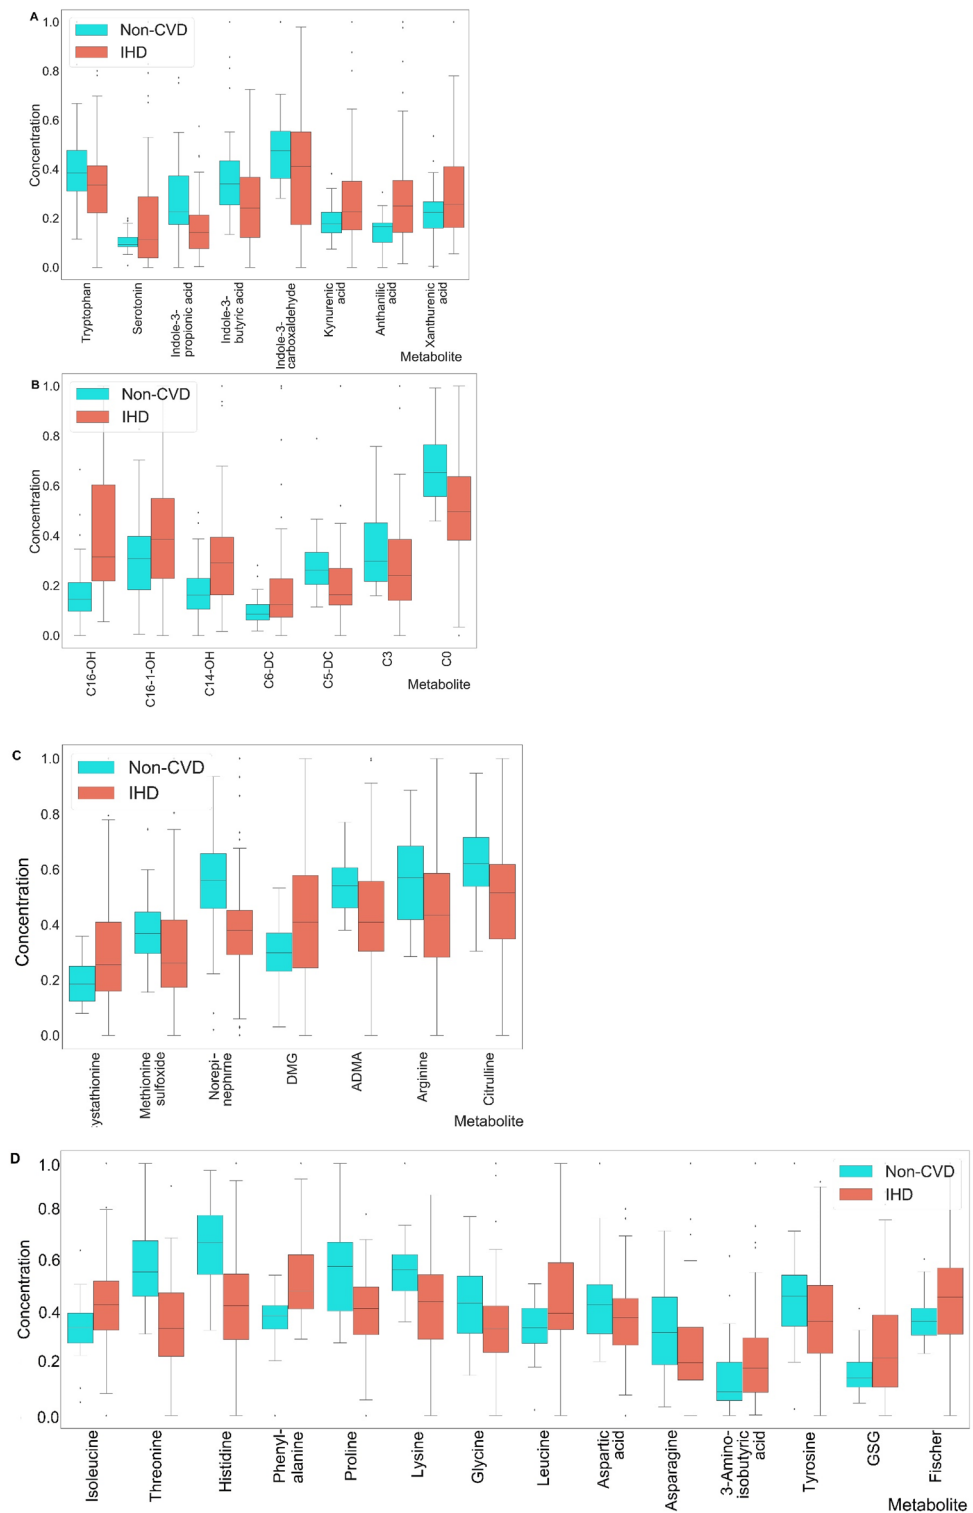 A
Non-CVD
IHD
Concentration
1.0
0.8
0.6
0.4
0.2
0.0
Tryptophan
Serotonin
Indole-3-
propionic acid
Indole-3-
butyric acid
Indole-3-
carboxaldehyde
Kynurenic
acid
Anthanilic
acid
Xanthurenic
acid
Metabolite
B
Non-CVD
IHD
Concentration
1.0
0.8
0.6
0.4
0.2
0.0
C16-OH
C16-1-OH
C14-OH
C6-DC
C5-DC
C3
C0
Metabolite
C
Non-CVD
IHD
Concentration
1.0
0.8
0.6
0.4
0.2
0.0
ystathionine
Methionine
sulfoxide
Norepi-
nephirne
DMG
ADMA
Arginine
Citrulline
Metabolite
D
Non-CVD
IHD
Concentration
1.0
0.8
0.6
0.4
0.2
0.0
Isoleucine
Threonine
Histidine
Phenyl-
alanine
Proline
Lysine
Glycine
Leucine
Aspartic
acid
Asparagine
3-Amino-
isobutyric
acid
Tyrosine
GSG
Fischer
Metabolite